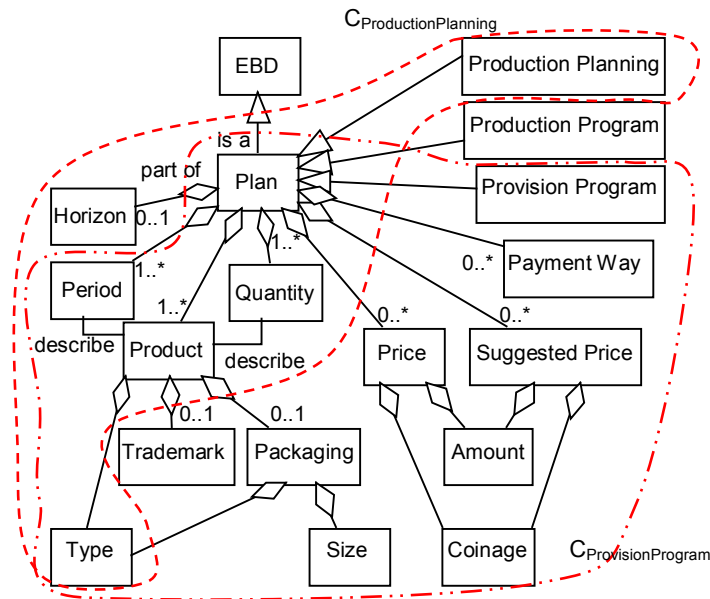 C_ProductionPlanning
EBD
Production Planning
Production Program
is a
part of
Plan
Provision Program
Horizon
0..1
1..*
1..*
0..*
Payment Way
Period
Quantity
1..*
0..*
0..*
describe
Product
describe
Price
Suggested Price
0..1
0..1
Trademark
Packaging
Amount
Type
Size
Coinage
C_ProvisionProgram